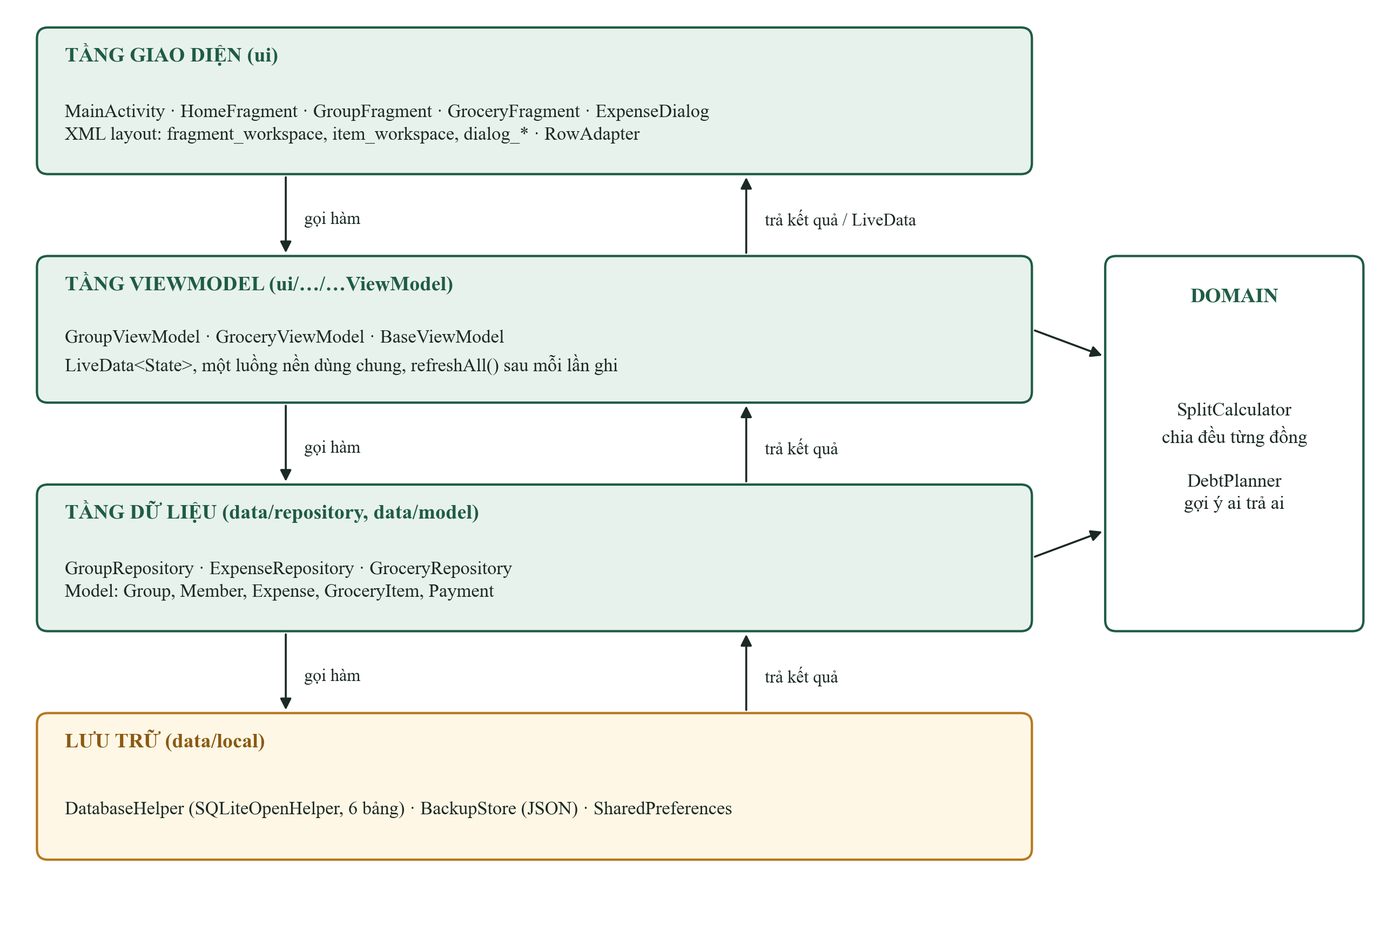 TẦNG GIAO DIỆN (ui)
MainActivity · HomeFragment · GroupFragment · GroceryFragment · ExpenseDialog
XML layout: fragment_workspace, item_workspace, dialog_* · RowAdapter
gọi hàm
trả kết quả / LiveData
TẦNG VIEWMODEL (ui/…/…ViewModel)
GroupViewModel · GroceryViewModel · BaseViewModel
LiveData<State>, một luồng nền dùng chung, refreshAll() sau mỗi lần ghi
DOMAIN
SplitCalculator
chia đều từng đồng
DebtPlanner
gợi ý ai trả ai
gọi hàm
trả kết quả
TẦNG DỮ LIỆU (data/repository, data/model)
GroupRepository · ExpenseRepository · GroceryRepository
Model: Group, Member, Expense, GroceryItem, Payment
gọi hàm
trả kết quả
LƯU TRỮ (data/local)
DatabaseHelper (SQLiteOpenHelper, 6 bảng) · BackupStore (JSON) · SharedPreferences